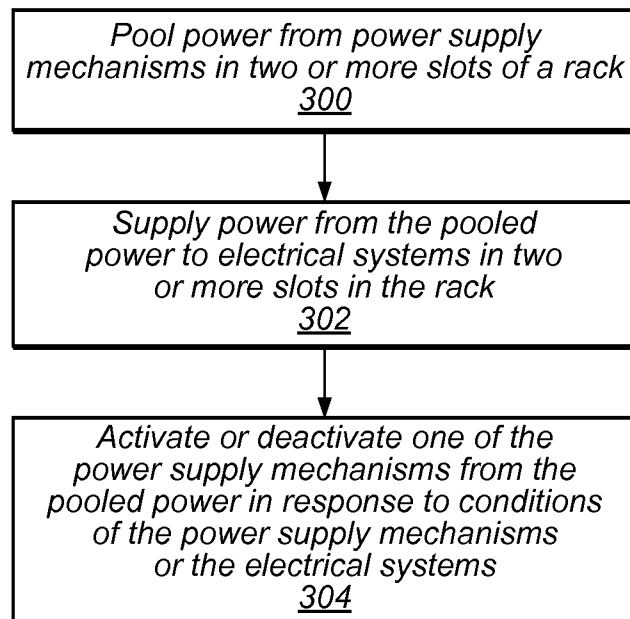 Pool power from power supply
mechanisms in two or more slots of a rack
300
Supply power from the pooled
power to electrical systems in two
or more slots in the rack
302
Activate or deactivate one of the
power supply mechanisms from the
pooled power in response to conditions
of the power supply mechanisms
or the electrical systems
304